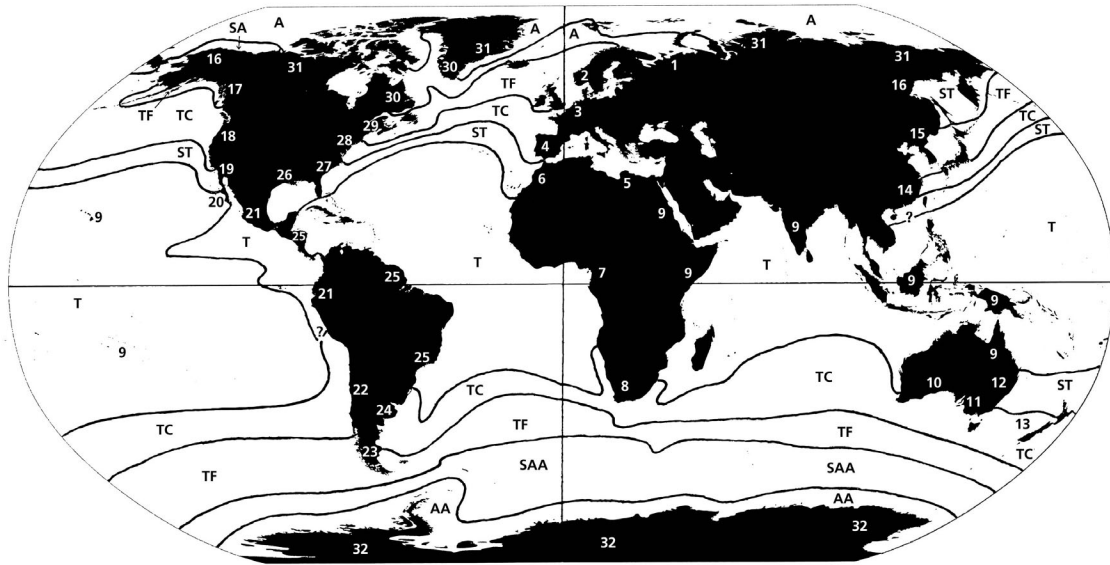 A A
SA A A
16 31 31 31
31 16
30 1
17 2 ST TF
30 TF
TF TC TC 3 TC
29 ST
18 28 ST 15
4
ST 19 27
26 6 5 14
20 9
9 21 9 ?
25 T 9 T
T T T
25 7 9 9
21 9
T ?
9 25 9
22 TC 8 TC 10 12 ST
24 11
TC 13
23 TF TF TC
TF SAA SAA
AA AA
32 32 32